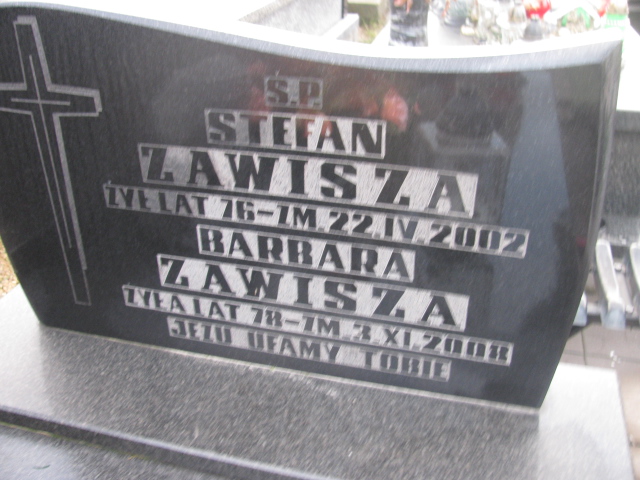 Ś.P.
STEFAN
ZAWISZA
ŻYŁ LAT 76-ZM.22.IV.2002
BARBARA
ZAWISZA
ŻYŁA LAT 78-ZM.3 XI.2008
JEZU UFAMY TOBIE